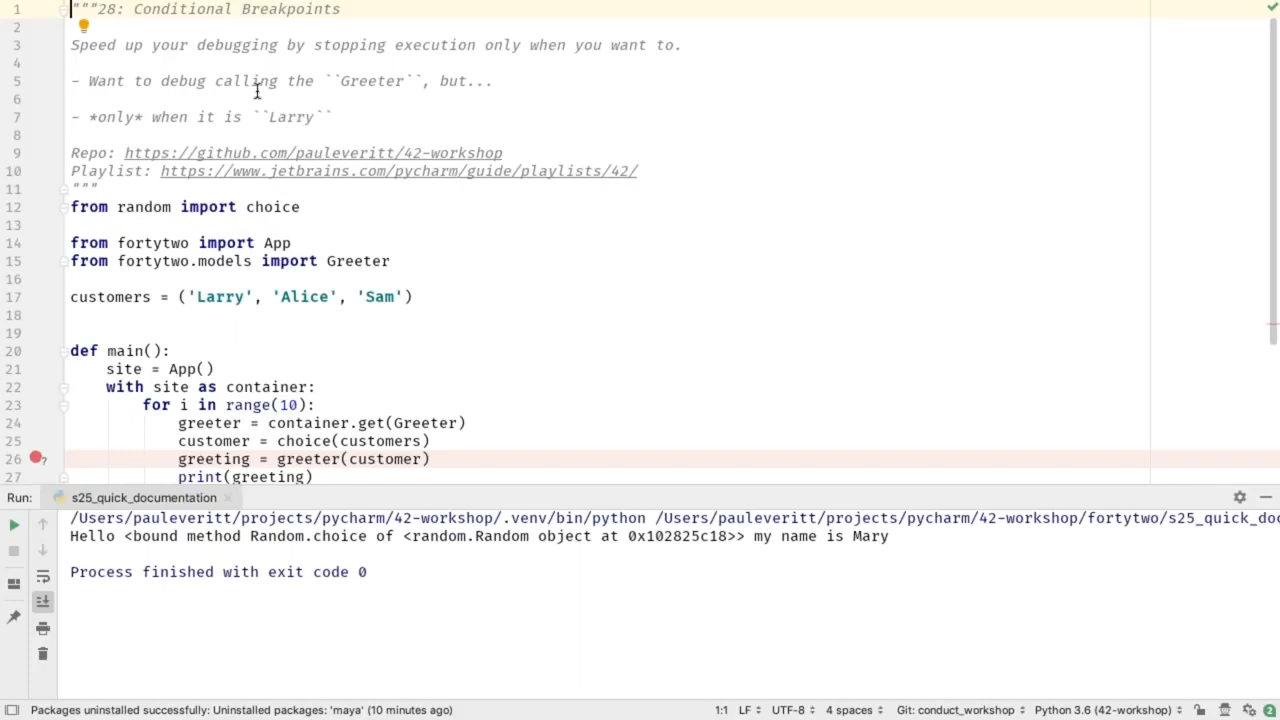 1 """28: Conditional Breakpoints
2
3 Speed up your debugging by stopping execution only when you want to.
4
5 - Want to debug calling the ``Greeter``, but...
6
7 - *only* when it is ``Larry``
8
9 Repo: https://github.com/pauleveritt/42-workshop
10 Playlist: https://www.jetbrains.com/pycharm/guide/playlists/42/
11 """
12 from random import choice
13
14 from fortytwo import App
15 from fortytwo.models import Greeter
16
17 customers = ('Larry', 'Alice', 'Sam')
18
19
20 def main():
21 site = App()
22 with site as container:
23 for i in range(10):
24 greeter = container.get(Greeter)
25 customer = choice(customers)
26 ? greeting = greeter(customer)
27 print(greeting)
Run: s25_quick_documentation
/Users/pauleveritt/projects/pycharm/42-workshop/.venv/bin/python /Users/pauleveritt/projects/pycharm/42-workshop/fortytwo/s25_quick_doc
Hello <bound method Random.choice of <random.Random object at 0x102825c18>> my name is Mary
Process finished with exit code 0
Packages uninstalled successfully: Uninstalled packages: 'maya' (10 minutes ago) 1:1 LF UTF-8 4 spaces Git: conduct_workshop Python 3.6 (42-workshop) 2